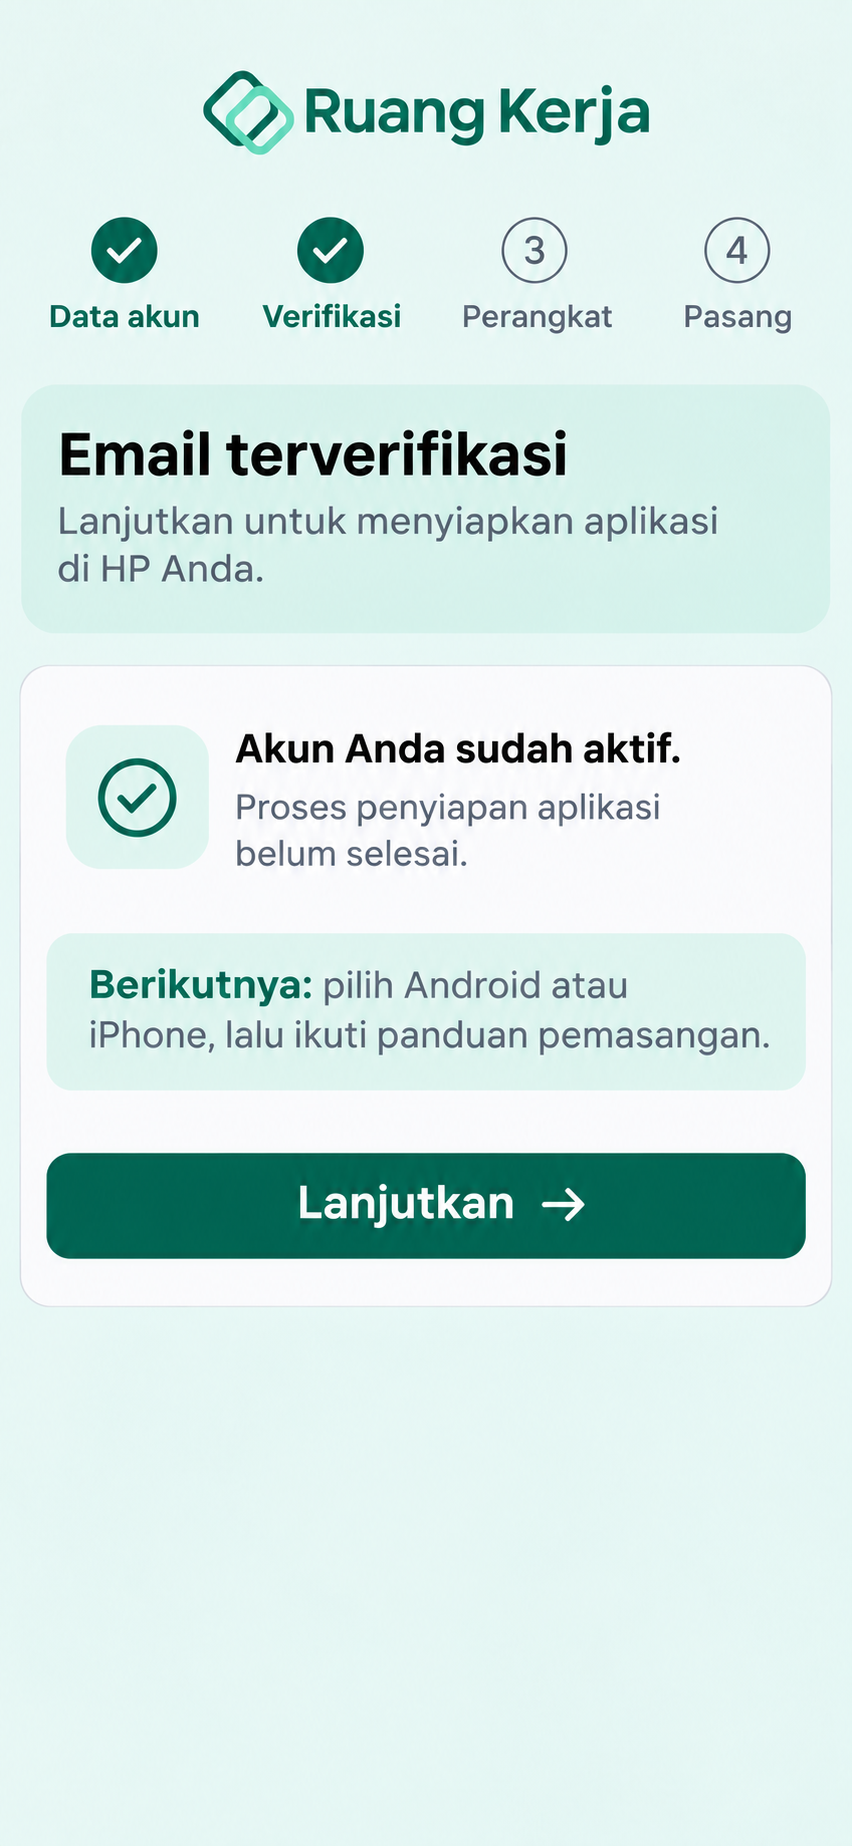 Ruang Kerja
3
4
Data akun
Verifikasi
Perangkat
Pasang
Email terverifikasi
Lanjutkan untuk menyiapkan aplikasi
di HP Anda.
Akun Anda sudah aktif.
Proses penyiapan aplikasi
belum selesai.
Berikutnya: pilih Android atau
iPhone, lalu ikuti panduan pemasangan.
Lanjutkan →